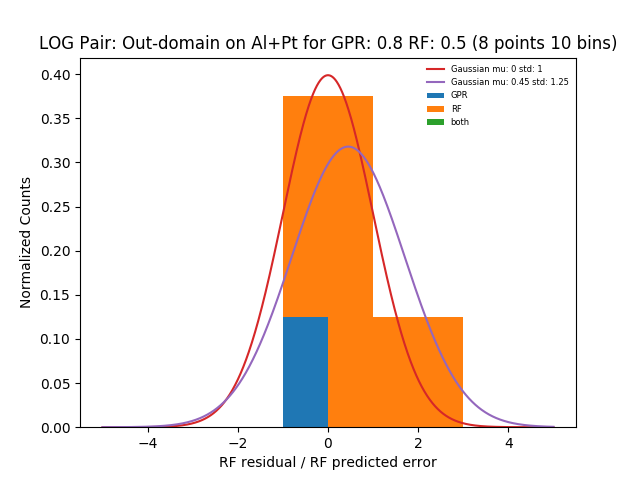 LOG Pair: Out-domain on Al+Pt for GPR: 0.8 RF: 0.5 (8 points 10 bins)
Gaussian mu: 0 std: 1
Gaussian mu: 0.45 std: 1.25
GPR
RF
both
Normalized Counts
0.40
0.35
0.30
0.25
0.20
0.15
0.10
0.05
0.00
−4 −2 0 2 4
RF residual / RF predicted error